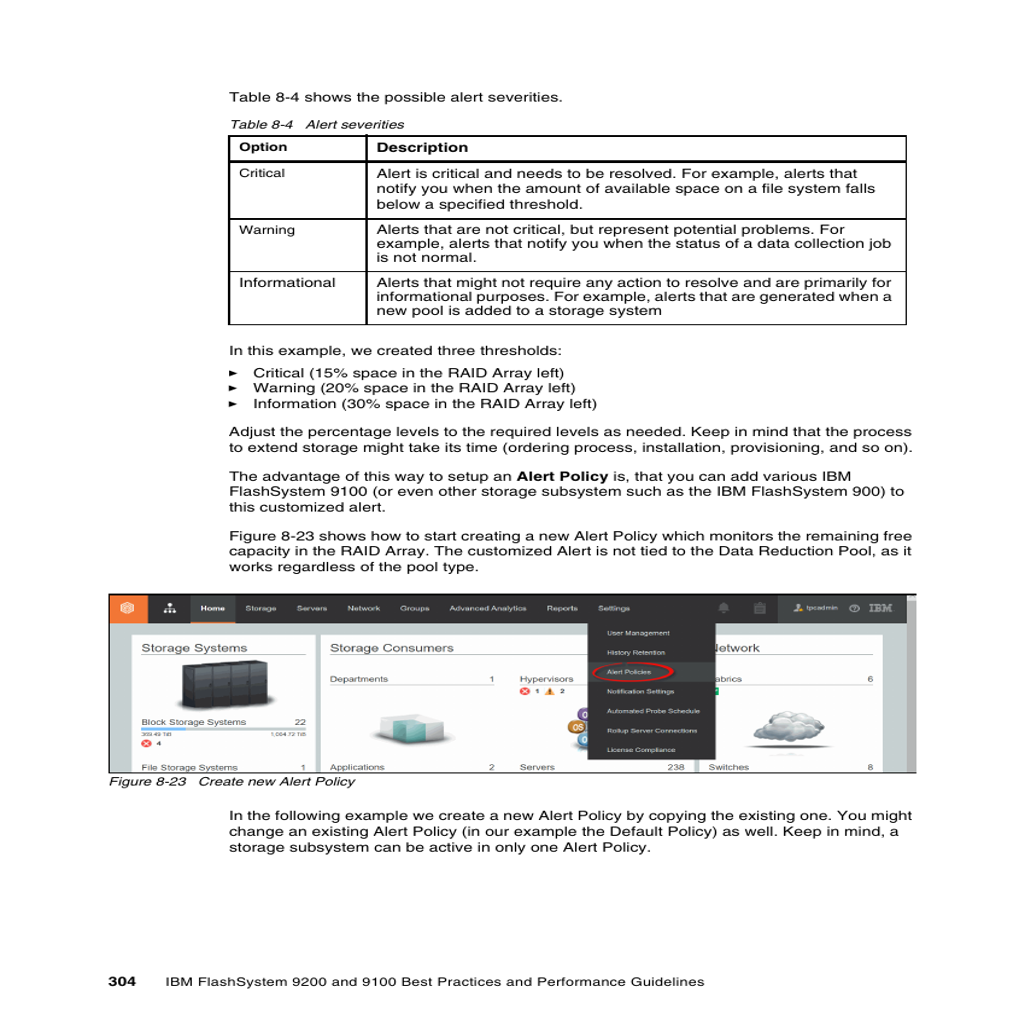 Table 8-4 shows the possible alert severities.
Table 8-4 Alert severities
Option Description
Critical Alert is critical and needs to be resolved. For example, alerts that
notify you when the amount of available space on a file system falls
below a specified threshold.
Warning Alerts that are not critical, but represent potential problems. For
example, alerts that notify you when the status of a data collection job
is not normal.
Informational Alerts that might not require any action to resolve and are primarily for
informational purposes. For example, alerts that are generated when a
new pool is added to a storage system
In this example, we created three thresholds:
► Critical (15% space in the RAID Array left)
► Warning (20% space in the RAID Array left)
► Information (30% space in the RAID Array left)
Adjust the percentage levels to the required levels as needed. Keep in mind that the process
to extend storage might take its time (ordering process, installation, provisioning, and so on).
The advantage of this way to setup an Alert Policy is, that you can add various IBM
FlashSystem 9100 (or even other storage subsystem such as the IBM FlashSystem 900) to
this customized alert.
Figure 8-23 shows how to start creating a new Alert Policy which monitors the remaining free
capacity in the RAID Array. The customized Alert is not tied to the Data Reduction Pool, as it
works regardless of the pool type.
Home Storage Servers Network Groups Advanced Analytics Reports Settings tpcadmin ? IBM
User Management
History Retention
Alert Policies
Notification Settings
Automated Probe Schedule
Rollup Server Connections
License Compliance
Storage Systems
Block Storage Systems 22
1,004.72 TiB
4
File Storage Systems 1
Storage Consumers
Departments 1
Hypervisors
1 2
OS
Applications 2
Servers 238
etwork
abrics 6
Switches 8
Figure 8-23 Create new Alert Policy
In the following example we create a new Alert Policy by copying the existing one. You might
change an existing Alert Policy (in our example the Default Policy) as well. Keep in mind, a
storage subsystem can be active in only one Alert Policy.
304 IBM FlashSystem 9200 and 9100 Best Practices and Performance Guidelines